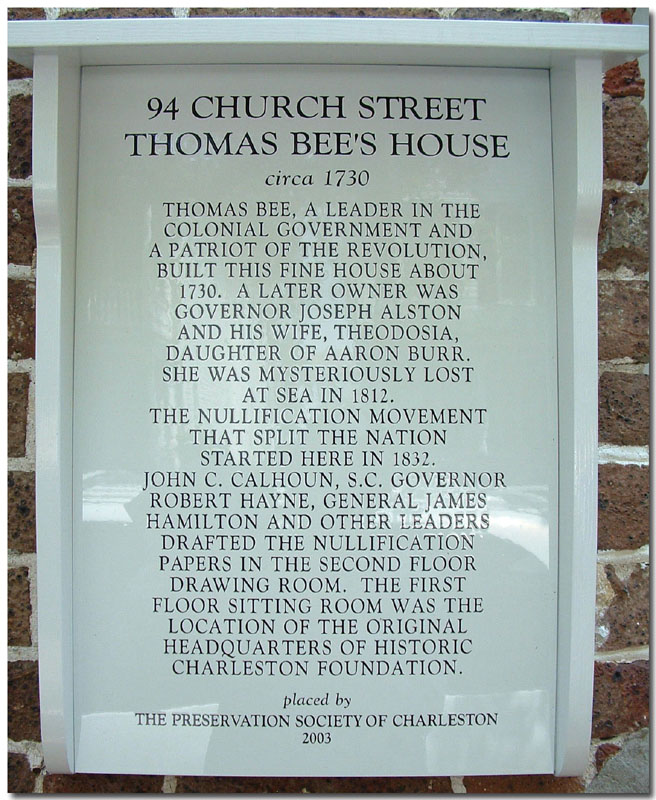 94 CHURCH STREET
THOMAS BEE'S HOUSE
circa 1730
THOMAS BEE, A LEADER IN THE
COLONIAL GOVERNMENT AND
A PATRIOT OF THE REVOLUTION,
BUILT THIS FINE HOUSE ABOUT
1730. A LATER OWNER WAS
GOVERNOR JOSEPH ALSTON
AND HIS WIFE, THEODOSIA,
DAUGHTER OF AARON BURR.
SHE WAS MYSTERIOUSLY LOST
AT SEA IN 1812.
THE NULLIFICATION MOVEMENT
THAT SPLIT THE NATION
STARTED HERE IN 1832.
JOHN C. CALHOUN, S.C. GOVERNOR
ROBERT HAYNE, GENERAL JAMES
HAMILTON AND OTHER LEADERS
DRAFTED THE NULLIFICATION
PAPERS IN THE SECOND FLOOR
DRAWING ROOM. THE FIRST
FLOOR SITTING ROOM WAS THE
LOCATION OF THE ORIGINAL
HEADQUARTERS OF HISTORIC
CHARLESTON FOUNDATION.
placed by
THE PRESERVATION SOCIETY OF CHARLESTON
2003